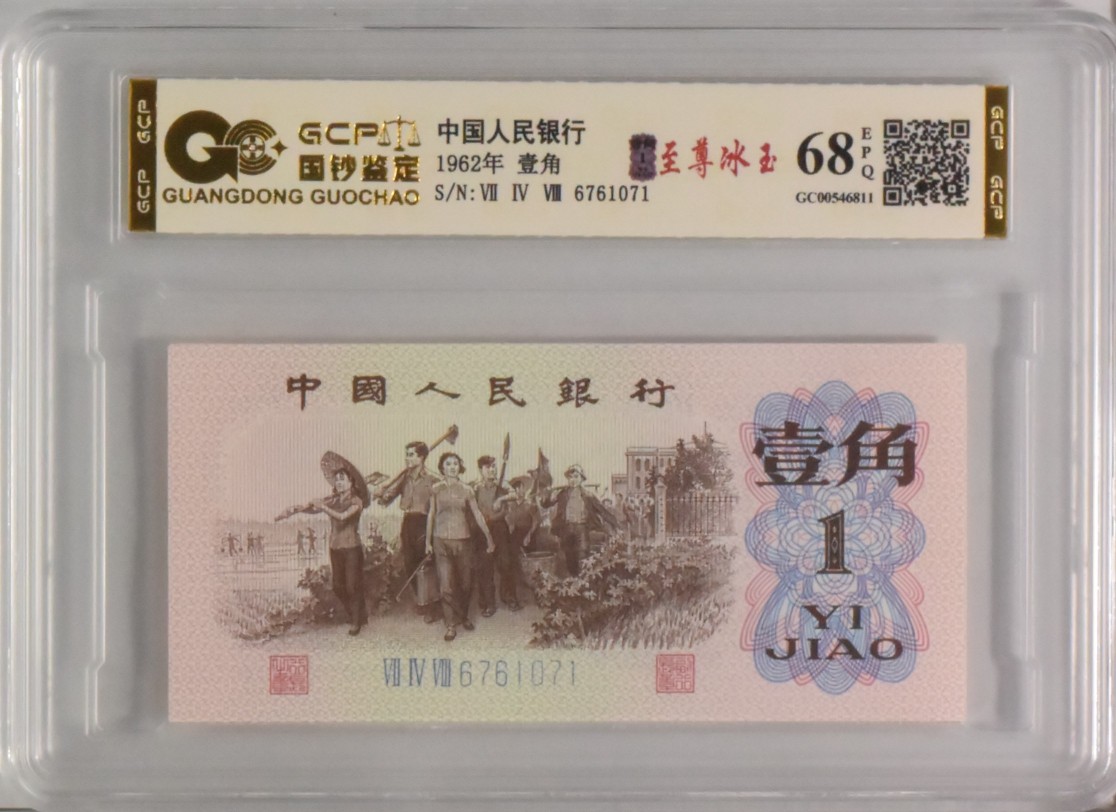 GCP
国钞鉴定
GUANGDONG GUOCHAO
中国人民银行
1962年 壹角
S/N: Ⅶ Ⅳ Ⅷ 6761071
至尊冰玉
68
EPQ
GC00546811
GCP
GCP
GCP
GCP
中國人民銀行
壹角
1
YI
JIAO
Ⅶ Ⅳ Ⅷ 6761071